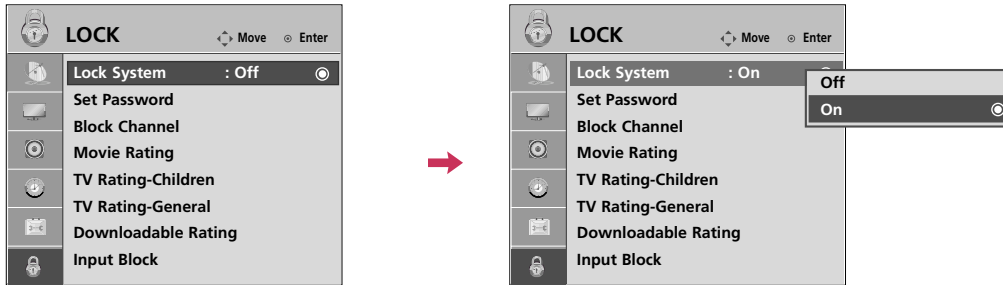 LOCK Move Enter
Lock System : Off
Set Password
Block Channel
Movie Rating
TV Rating-Children
TV Rating-General
Downloadable Rating
Input Block
LOCK Move Enter
Lock System : On
Set Password
Block Channel
Movie Rating
TV Rating-Children
TV Rating-General
Downloadable Rating
Input Block
Off
On